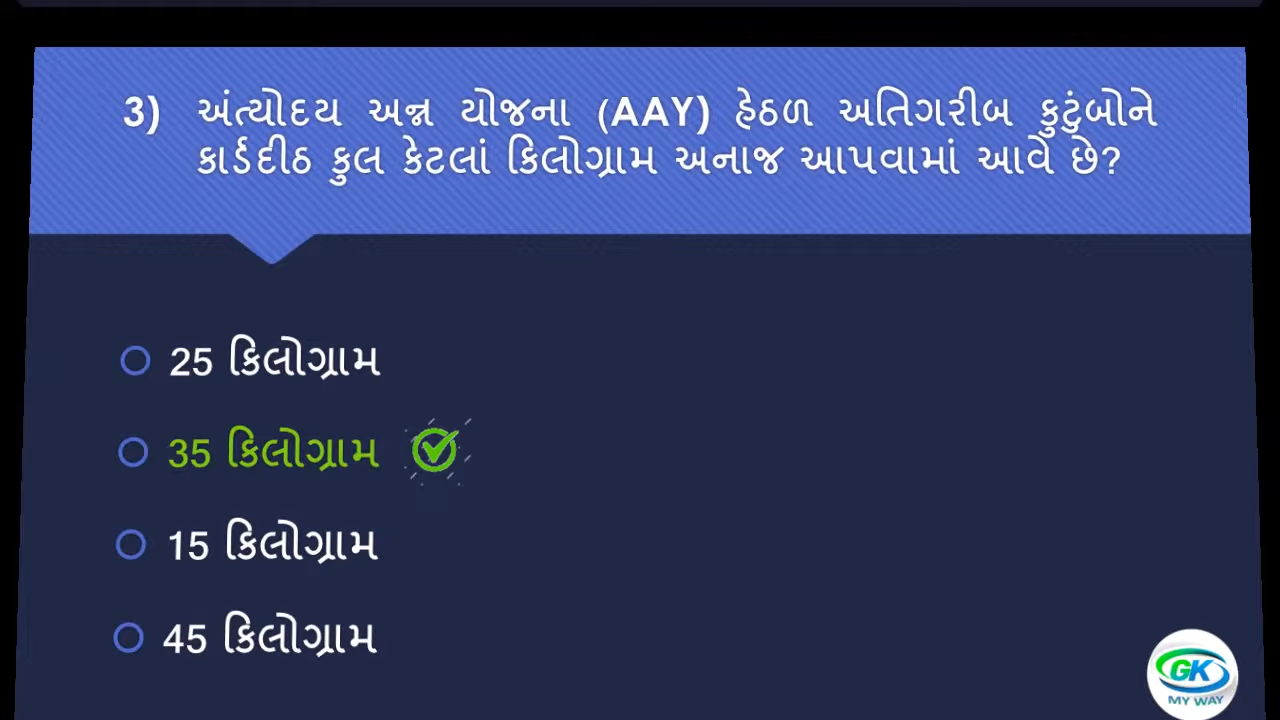 3) અંત્યોદય અન્ન યોજના (AAY) હેઠળ અતિગરીબ કુટુંબોને
કાર્ડદીઠ કુલ કેટલાં કિલોગ્રામ અનાજ આપવામાં આવે છે?
25 કિલોગ્રામ
35 કિલોગ્રામ
15 કિલોગ્રામ
45 કિલોગ્રામ
GK
MY WAY